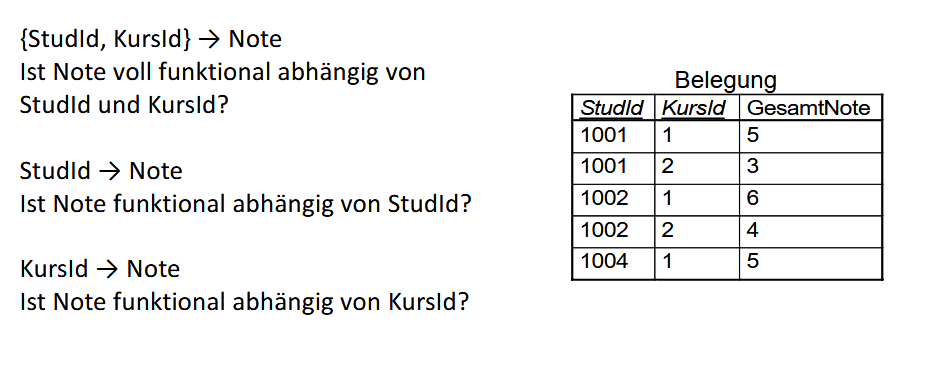 {StudId, KursId} → Note
Ist Note voll funktional abhängig von
StudId und KursId?
StudId → Note
Ist Note funktional abhängig von StudId?
KursId → Note
Ist Note funktional abhängig von KursId?
Belegung
StudId KursId GesamtNote
1001 1 5
1001 2 3
1002 1 6
1002 2 4
1004 1 5